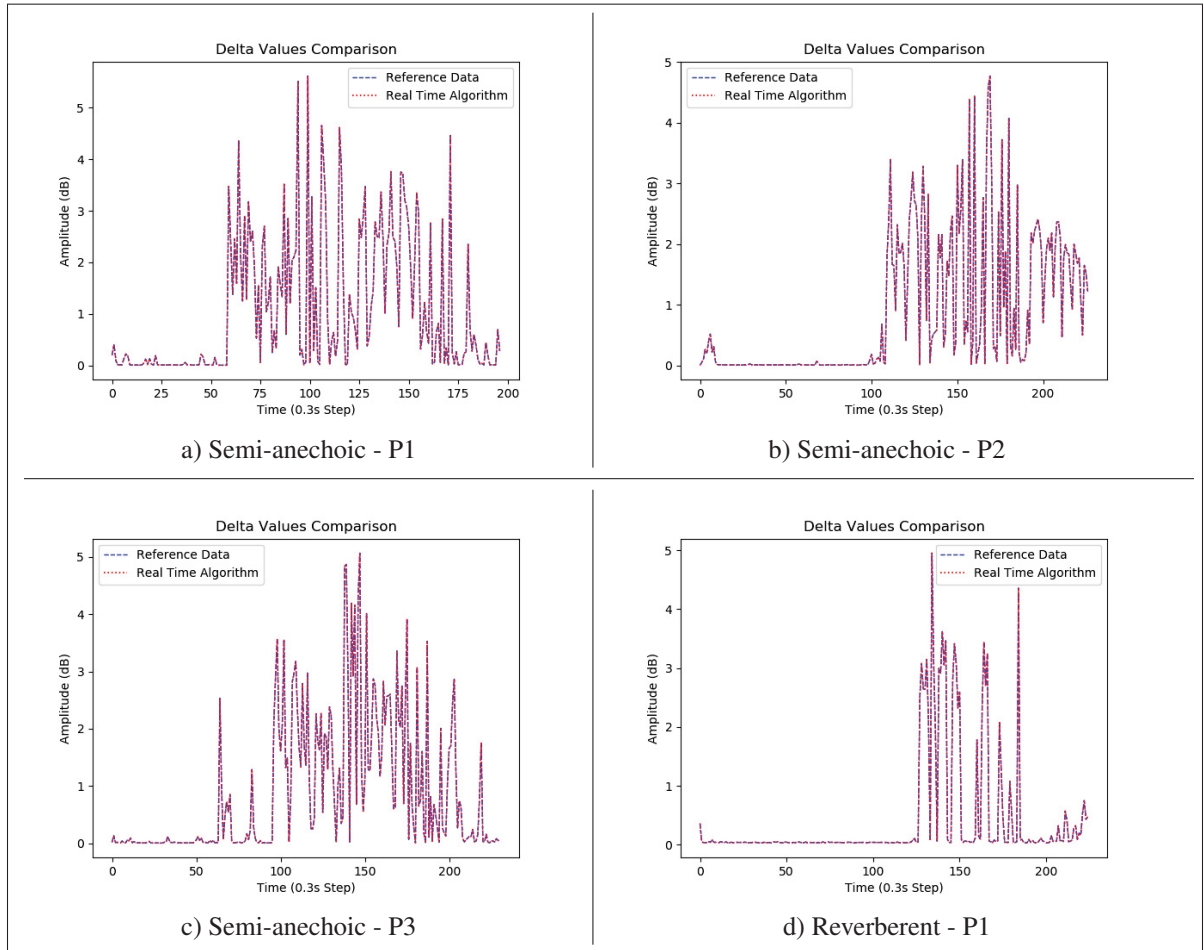 Delta Values Comparison
Reference Data
Real Time Algorithm
Amplitude (dB)
5
4
3
2
1
0
0 25 50 75 100 125 150 175 200
Time (0.3s Step)
a) Semi-anechoic - P1
Delta Values Comparison
Reference Data
Real Time Algorithm
Amplitude (dB)
5
4
3
2
1
0
0 50 100 150 200
Time (0.3s Step)
b) Semi-anechoic - P2
Delta Values Comparison
Reference Data
Real Time Algorithm
Amplitude (dB)
5
4
3
2
1
0
0 50 100 150 200
Time (0.3s Step)
c) Semi-anechoic - P3
Delta Values Comparison
Reference Data
Real Time Algorithm
Amplitude (dB)
5
4
3
2
1
0
0 50 100 150 200
Time (0.3s Step)
d) Reverberent - P1